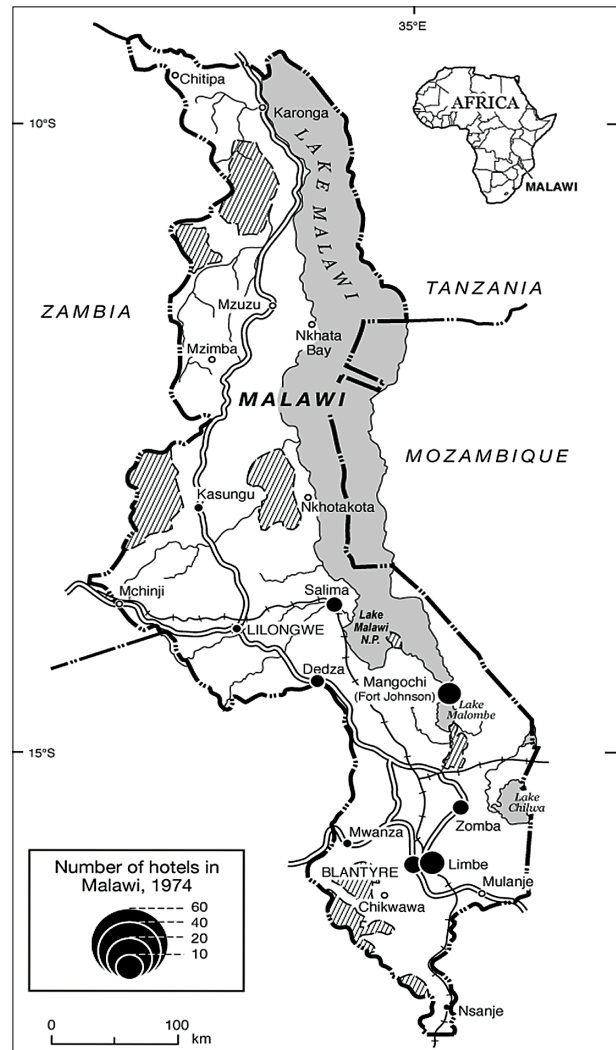 35°E
Chitipa
AFRICA
10°S
Karonga
LAKE MALAWI
MALAWI
TANZANIA
ZAMBIA
Mzuzu
Nkhata
Bay
Mzimba
MALAWI
MOZAMBIQUE
Kasungu
Nkhotakota
Mchinji
Salima
Lake
Malawi
N.P.
LILONGWE
Dedza
Mangochi
(Fort Johnson)
Lake
Malombe
15°S
Lake
Chilwa
Zomba
Mwanza
Limbe
BLANTYRE
Mulanje
Chikwawa
Number of hotels in
Malawi, 1974
60
40
20
10
Nsanje
0 100
km